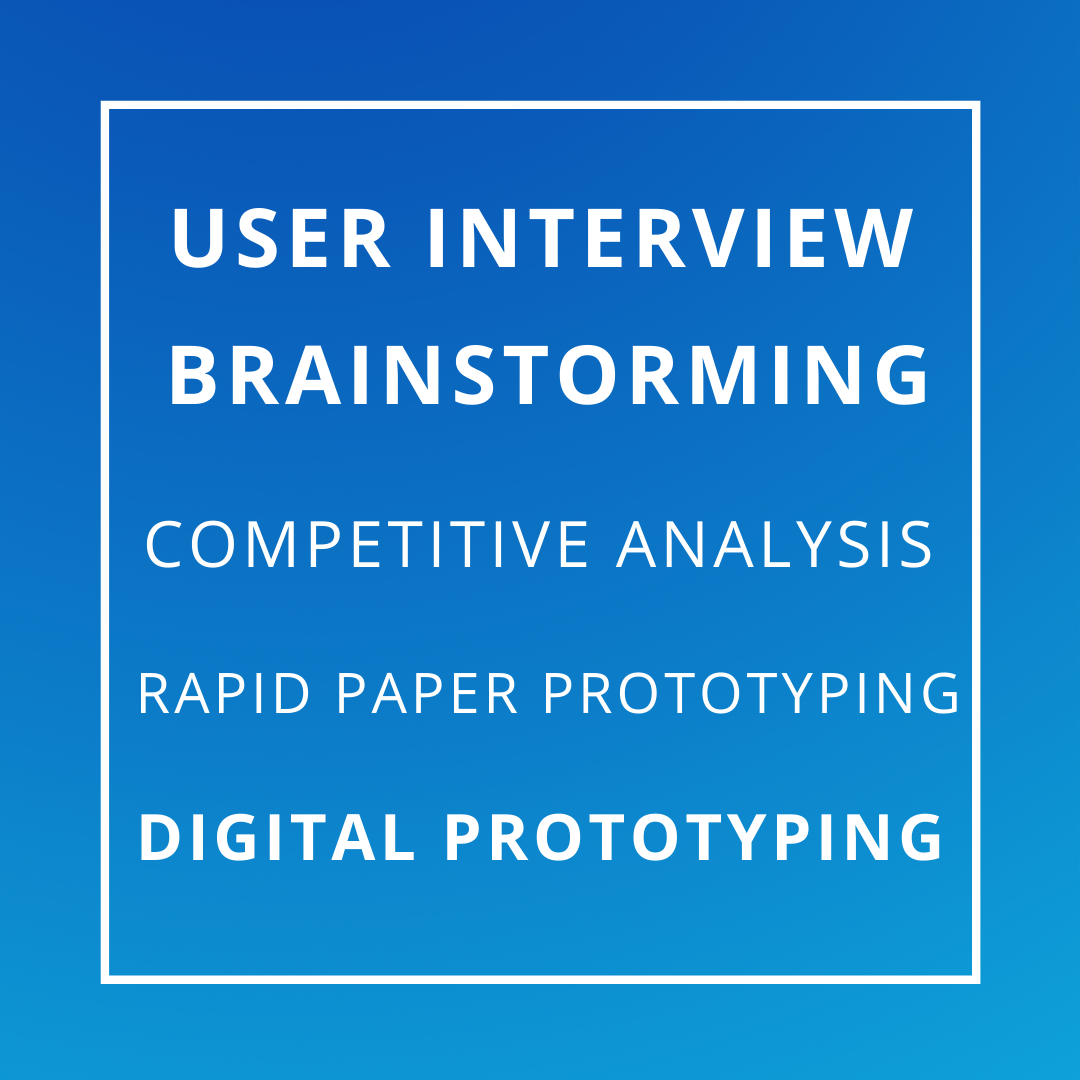 USER INTERVIEW
BRAINSTORMING
COMPETITIVE ANALYSIS
RAPID PAPER PROTOTYPING
DIGITAL PROTOTYPING